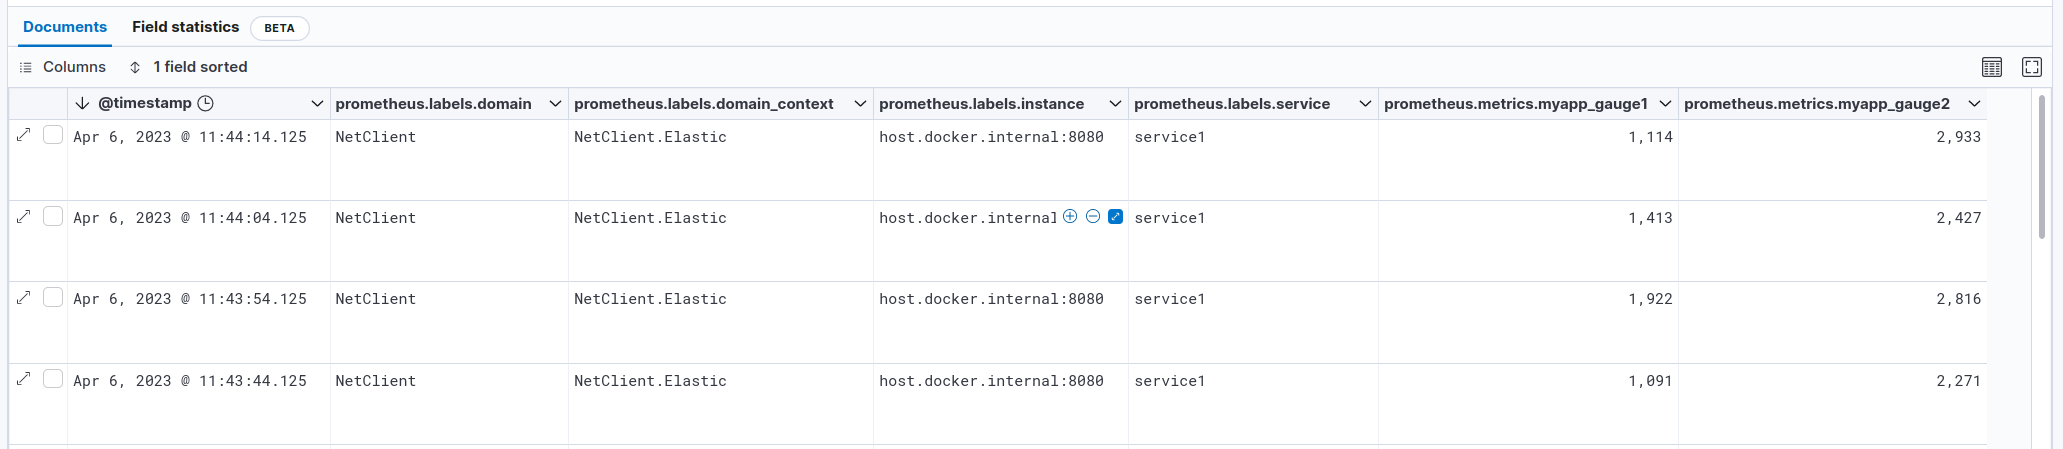 Documents Field statistics BETA
Columns 1 field sorted
@timestamp prometheus.labels.domain prometheus.labels.domain_context prometheus.labels.instance prometheus.labels.service prometheus.metrics.myapp_gauge1 prometheus.metrics.myapp_gauge2
Apr 6, 2023 @ 11:44:14.125 NetClient NetClient.Elastic host.docker.internal:8080 service1 1,114 2,933
Apr 6, 2023 @ 11:44:04.125 NetClient NetClient.Elastic host.docker.internal service1 1,413 2,427
Apr 6, 2023 @ 11:43:54.125 NetClient NetClient.Elastic host.docker.internal:8080 service1 1,922 2,816
Apr 6, 2023 @ 11:43:44.125 NetClient NetClient.Elastic host.docker.internal:8080 service1 1,091 2,271